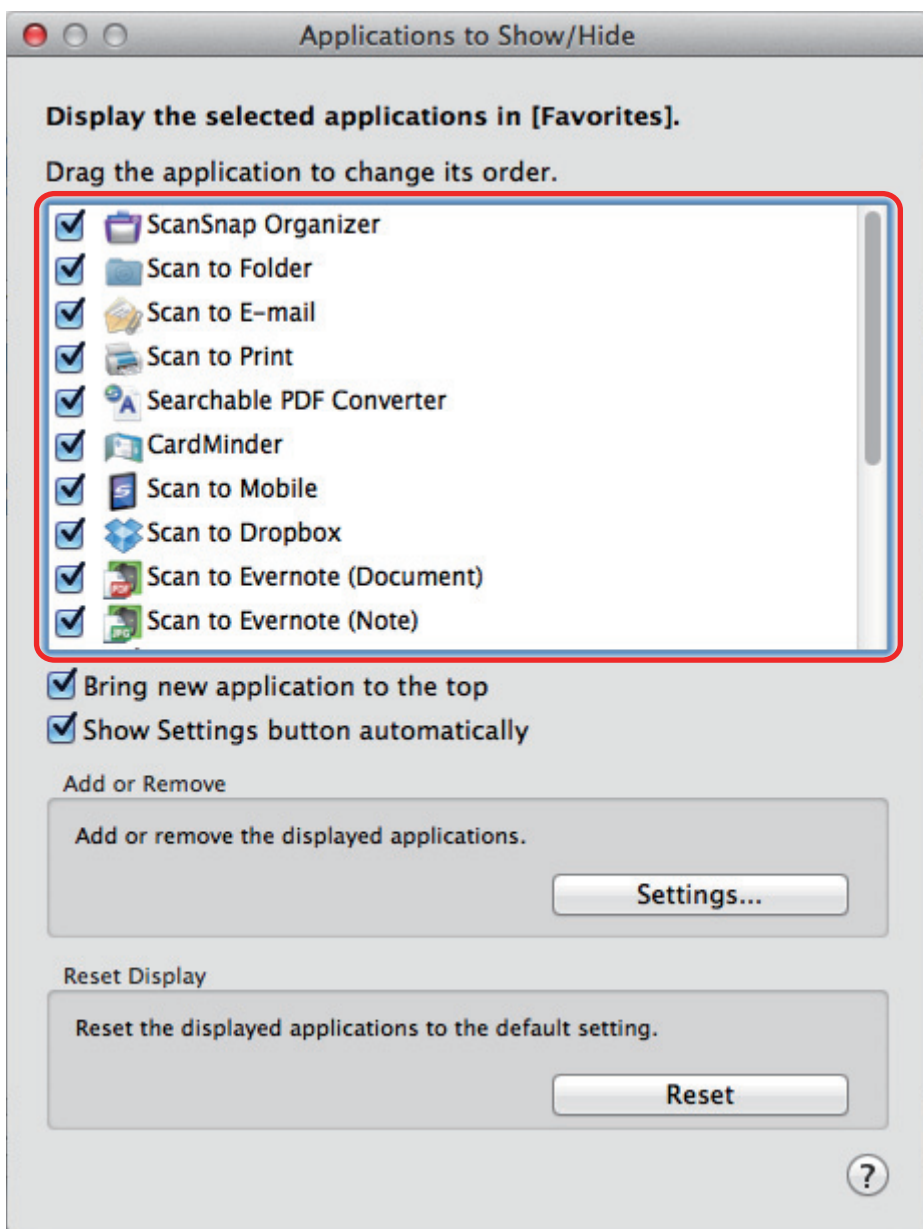 Applications to Show/Hide
Display the selected applications in [Favorites].
Drag the application to change its order.
ScanSnap Organizer
Scan to Folder
Scan to E-mail
Scan to Print
Searchable PDF Converter
CardMinder
Scan to Mobile
Scan to Dropbox
Scan to Evernote (Document)
Scan to Evernote (Note)
Bring new application to the top
Show Settings button automatically
Add or Remove
Add or remove the displayed applications.
Settings...
Reset Display
Reset the displayed applications to the default setting.
Reset
?